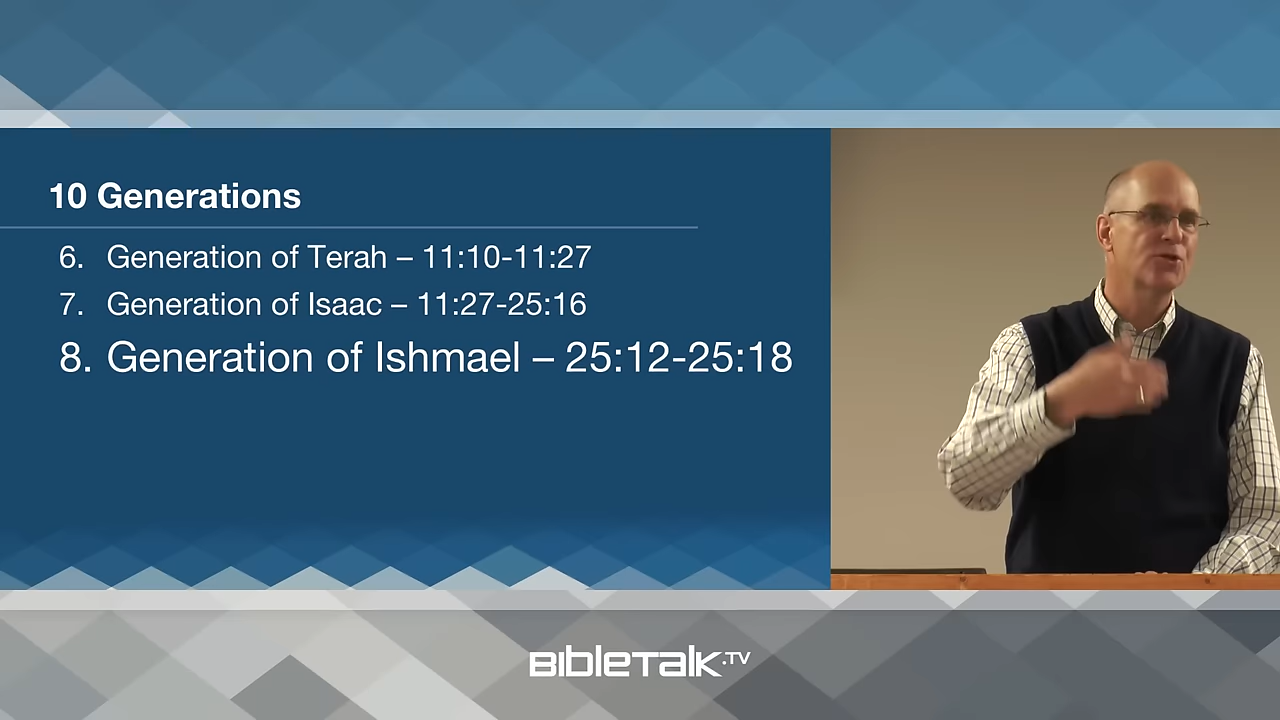 10 Generations
6. Generation of Terah – 11:10-11:27
7. Generation of Isaac – 11:27-25:16
8. Generation of Ishmael – 25:12-25:18
BIBLETALK.TV